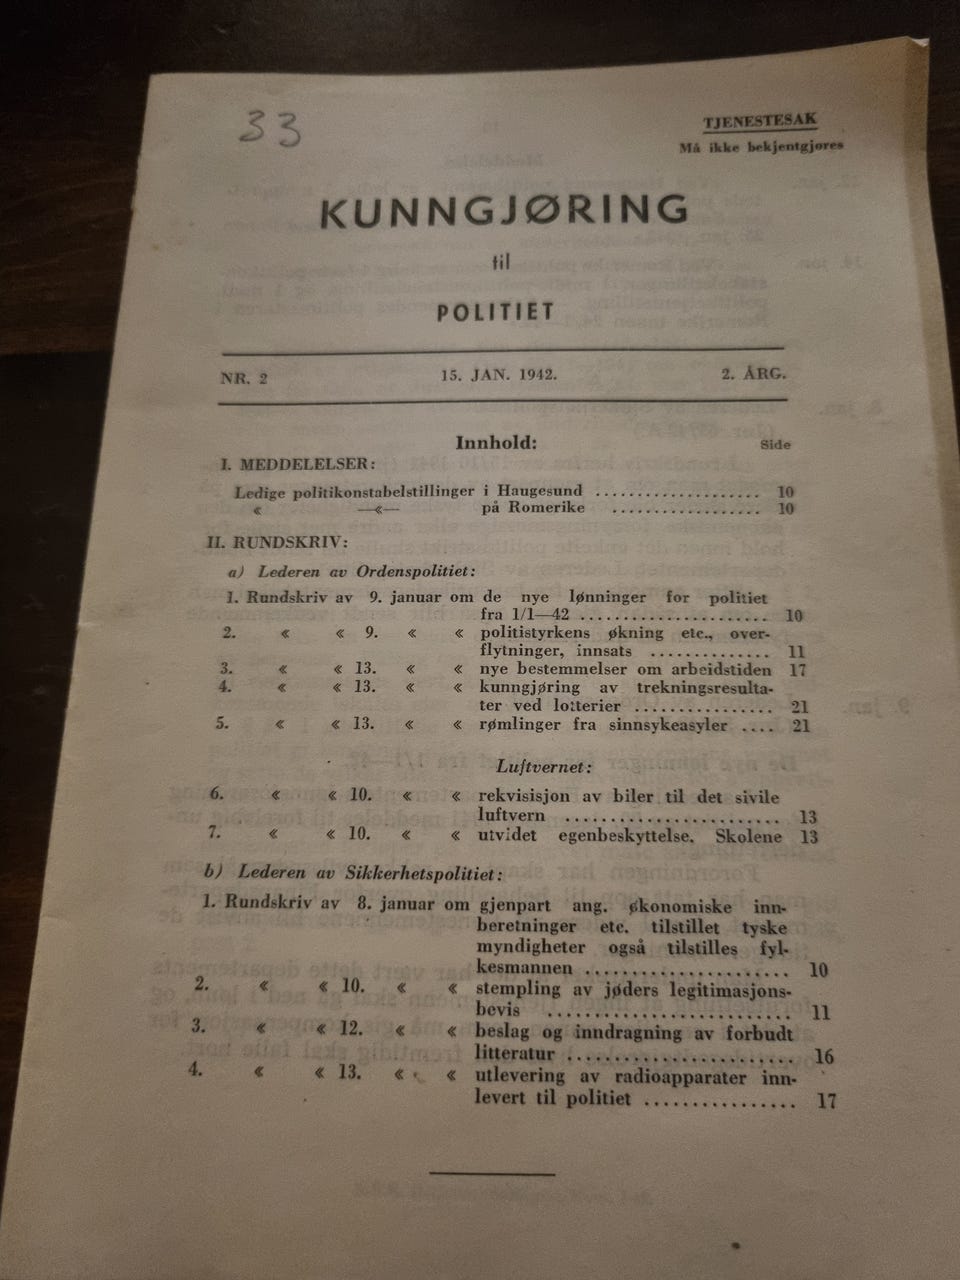 33
TJENESTESAK
Må ikke bekjentgjøres
KUNNGJØRING
til
POLITIET
NR. 2 15. JAN. 1942. 2. ÅRG.
Innhold: Side
I. MEDDELELSER:
Ledige politikonstabelstillinger i Haugesund .................... 10
« —«— på Romerike .................. 10
II. RUNDSKRIV:
a) Lederen av Ordenspolitiet:
1. Rundskriv av 9. januar om de nye lønninger for politiet
fra 1/1—42 ...................... 10
2. « « 9. « « politistyrkens økning etc., over-
flytninger, innsats .............. 11
3. « « 13. « « nye bestemmelser om arbeidstiden 17
4. « « 13. « « kunngjøring av trekningsresulta-
ter ved lotterier ................ 21
5. « « 13. « « rømlinger fra sinnsykeasyler .... 21
Luftvernet:
6. « « 10. « « rekvisisjon av biler til det sivile
luftvern ........................ 13
7. « « 10. « « utvidet egenbeskyttelse. Skolene 13
b) Lederen av Sikkerhetspolitiet:
1. Rundskriv av 8. januar om gjenpart ang. økonomiske inn-
beretninger etc. tilstillet tyske
myndigheter også tilstilles fyl-
kesmannen ...................... 10
2. « « 10. « « stempling av jøders legitimasjons-
bevis .......................... 11
3. « « 12. « « beslag og inndragning av forbudt
litteratur ........................ 16
4. « « 13. « « utlevering av radioapparater inn-
levert til politiet ................ 17